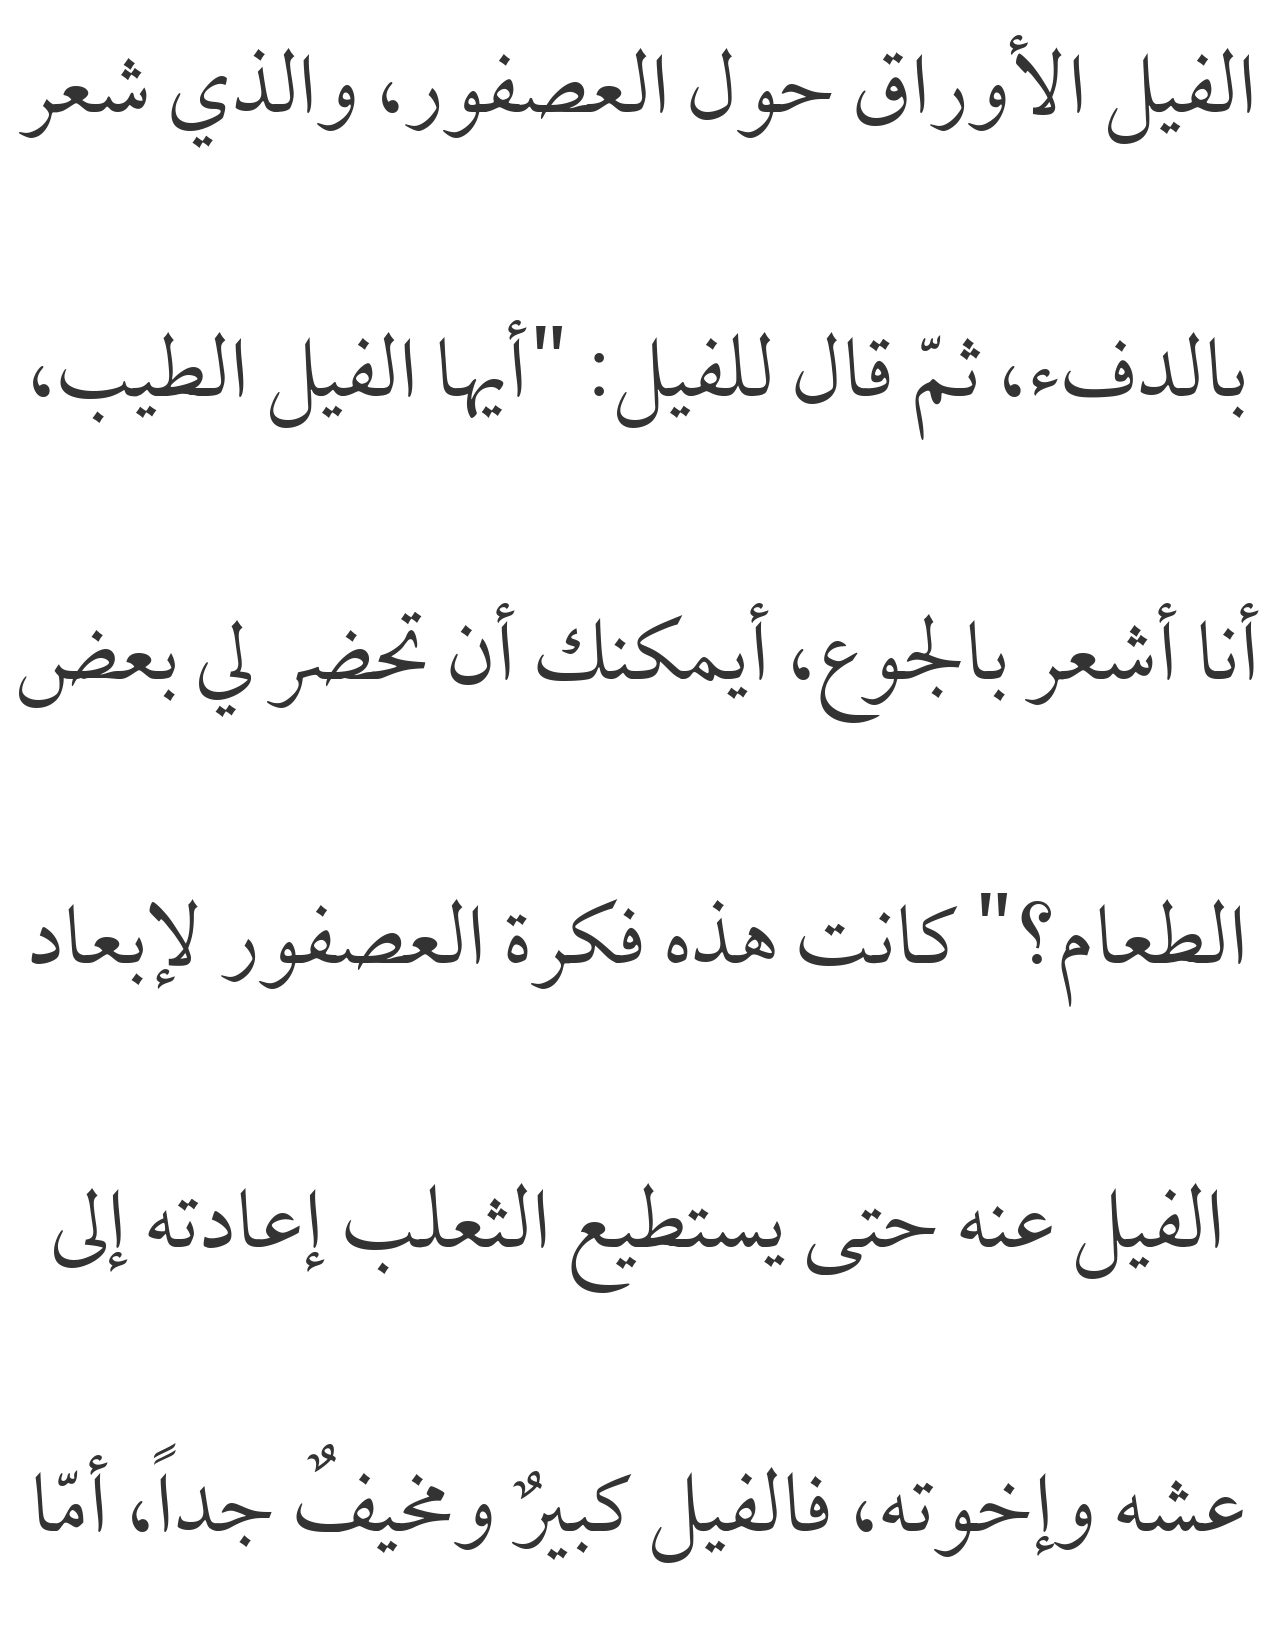 الفيل الأوراق حول العصفور، والذي شعر
بالدفء، ثمّ قال للفيل: "أيها الفيل الطيب،
أنا أشعر بالجوع، أيمكنك أن تحضر لي بعض
الطعام؟" كانت هذه فكرة العصفور لإبعاد
الفيل عنه حتى يستطيع الثعلب إعادته إلى
عشه وإخوته، فالفيل كبيرٌ ومخيفٌ جداً، أمّا